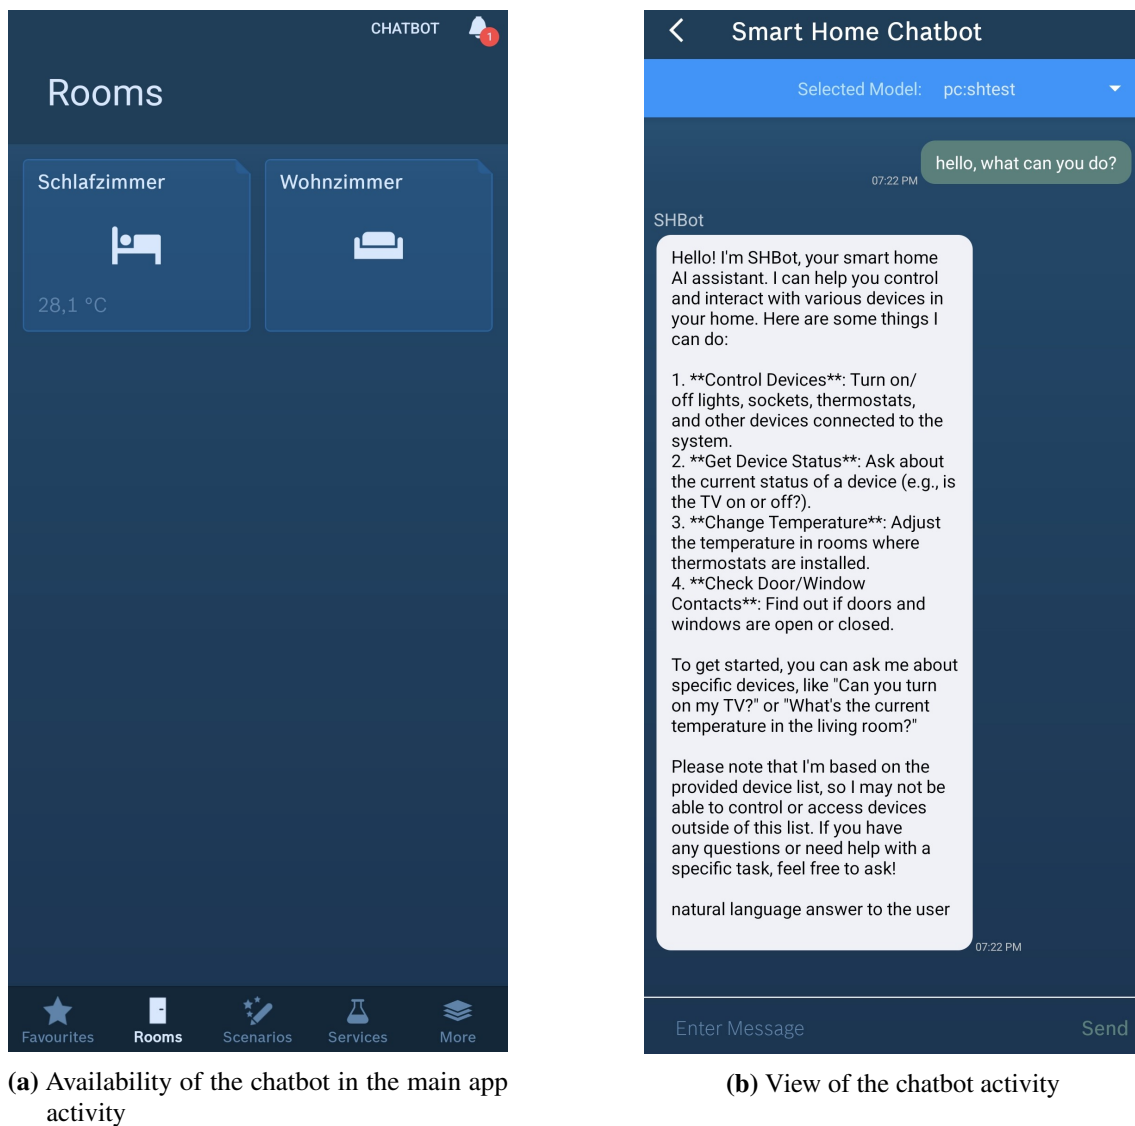 CHATBOT
1
Rooms
Schlafzimmer
Wohnzimmer
28,1 °C
Favourites
Rooms
Scenarios
Services
More
(a) Availability of the chatbot in the main app
activity
Smart Home Chatbot
Selected Model: pc:shtest
hello, what can you do?
07:22 PM
SHBot
Hello! I'm SHBot, your smart home
AI assistant. I can help you control
and interact with various devices in
your home. Here are some things I
can do:
1. **Control Devices**: Turn on/
off lights, sockets, thermostats,
and other devices connected to the
system.
2. **Get Device Status**: Ask about
the current status of a device (e.g., is
the TV on or off?).
3. **Change Temperature**: Adjust
the temperature in rooms where
thermostats are installed.
4. **Check Door/Window
Contacts**: Find out if doors and
windows are open or closed.
To get started, you can ask me about
specific devices, like "Can you turn
on my TV?" or "What's the current
temperature in the living room?"
Please note that I'm based on the
provided device list, so I may not be
able to control or access devices
outside of this list. If you have
any questions or need help with a
specific task, feel free to ask!
natural language answer to the user
07:22 PM
Enter Message
Send
(b) View of the chatbot activity